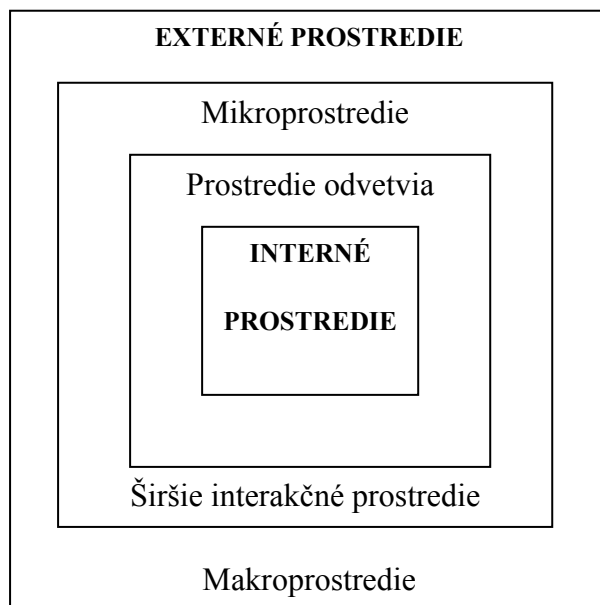 EXTERNÉ PROSTREDIE
Mikroprostredie
Prostredie odvetvia
INTERNÉ
PROSTREDIE
Širšie interakčné prostredie
Makroprostredie